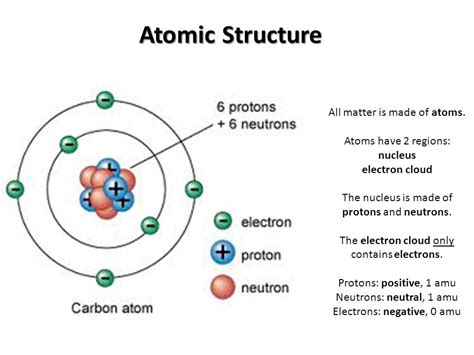 Atomic Structure
6 protons
+ 6 neutrons
electron
proton
neutron
Carbon atom
All matter is made of atoms.
Atoms have 2 regions:
nucleus
electron cloud
The nucleus is made of
protons and neutrons.
The electron cloud only
contains electrons.
Protons: positive, 1 amu
Neutrons: neutral, 1 amu
Electrons: negative, 0 amu